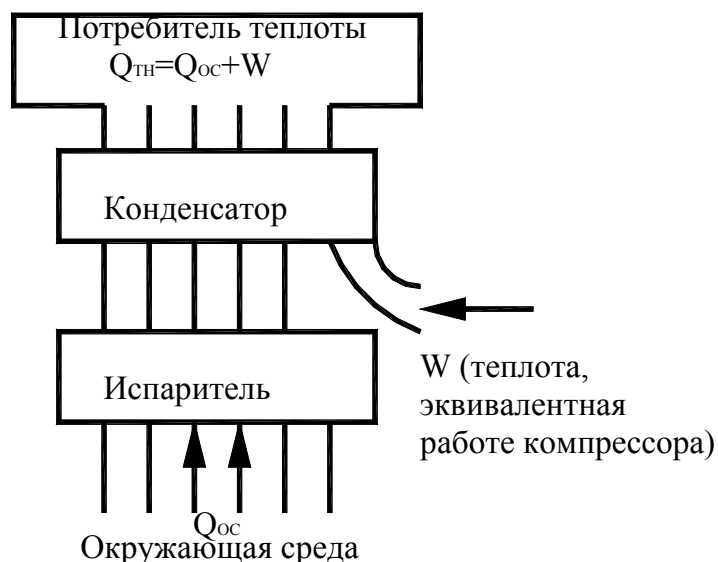 Потребитель теплоты
Qтн=Qос+W
Конденсатор
Испаритель
W (теплота,
эквивалентная
работе компрессора)
Qос
Окружающая среда